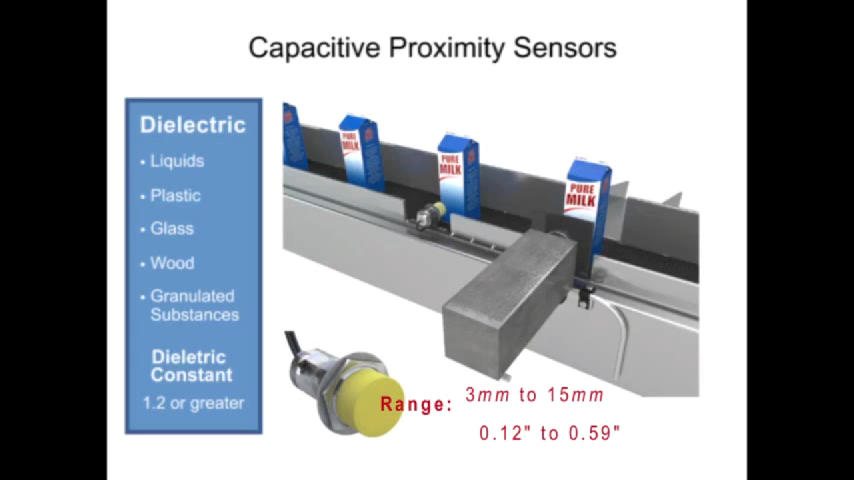 Capacitive Proximity Sensors
Dielectric
• Liquids
• Plastic
• Glass
• Wood
• Granulated
Substances
Dieletric
Constant
1.2 or greater
PURE
MILK
PURE
MILK
PURE
MILK
Range: 3mm to 15mm
0.12" to 0.59"